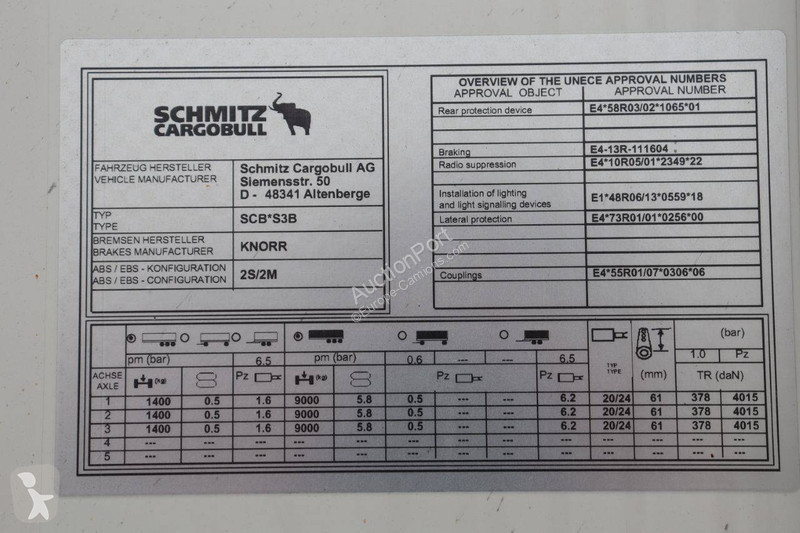 SCHMITZ
CARGOBULL
FAHRZEUG HERSTELLER
VEHICLE MANUFACTURER
Schmitz Cargobull AG
Siemensstr. 50
D - 48341 Altenberge
TYP
TYPE
SCB*S3B
BREMSEN HERSTELLER
BRAKES MANUFACTURER
KNORR
ABS / EBS - KONFIGURATION
ABS / EBS - CONFIGURATION
2S/2M
OVERVIEW OF THE UNECE APPROVAL NUMBERS
APPROVAL OBJECT APPROVAL NUMBER
Rear protection device E4*58R03/02*1065*01
Braking E4-13R-111604
Radio suppression E4*10R05/01*2349*22
Installation of lighting
and light signalling devices E1*48R06/13*0559*18
Lateral protection E4*73R01/01*0256*00
Couplings E4*55R01/07*0306*06
AuctionPort
©Europe-Camions.com
(bar)
pm (bar) 6.5 pm (bar) 0.6 --- --- 6.5 TYP TYPE (mm) 1.0 Pz
ACHSE
AXLE (kg) Pz (kg) Pz Pz TR (daN)
1 1400 0.5 1.6 9000 5.8 0.5 --- --- 6.2 20/24 61 378 4015
2 1400 0.5 1.6 9000 5.8 0.5 --- --- 6.2 20/24 61 378 4015
3 1400 0.5 1.6 9000 5.8 0.5 --- --- 6.2 20/24 61 378 4015
4 --- --- --- --- --- --- --- --- --- --- --- --- ---
5 --- --- --- --- --- --- --- --- --- --- --- --- ---